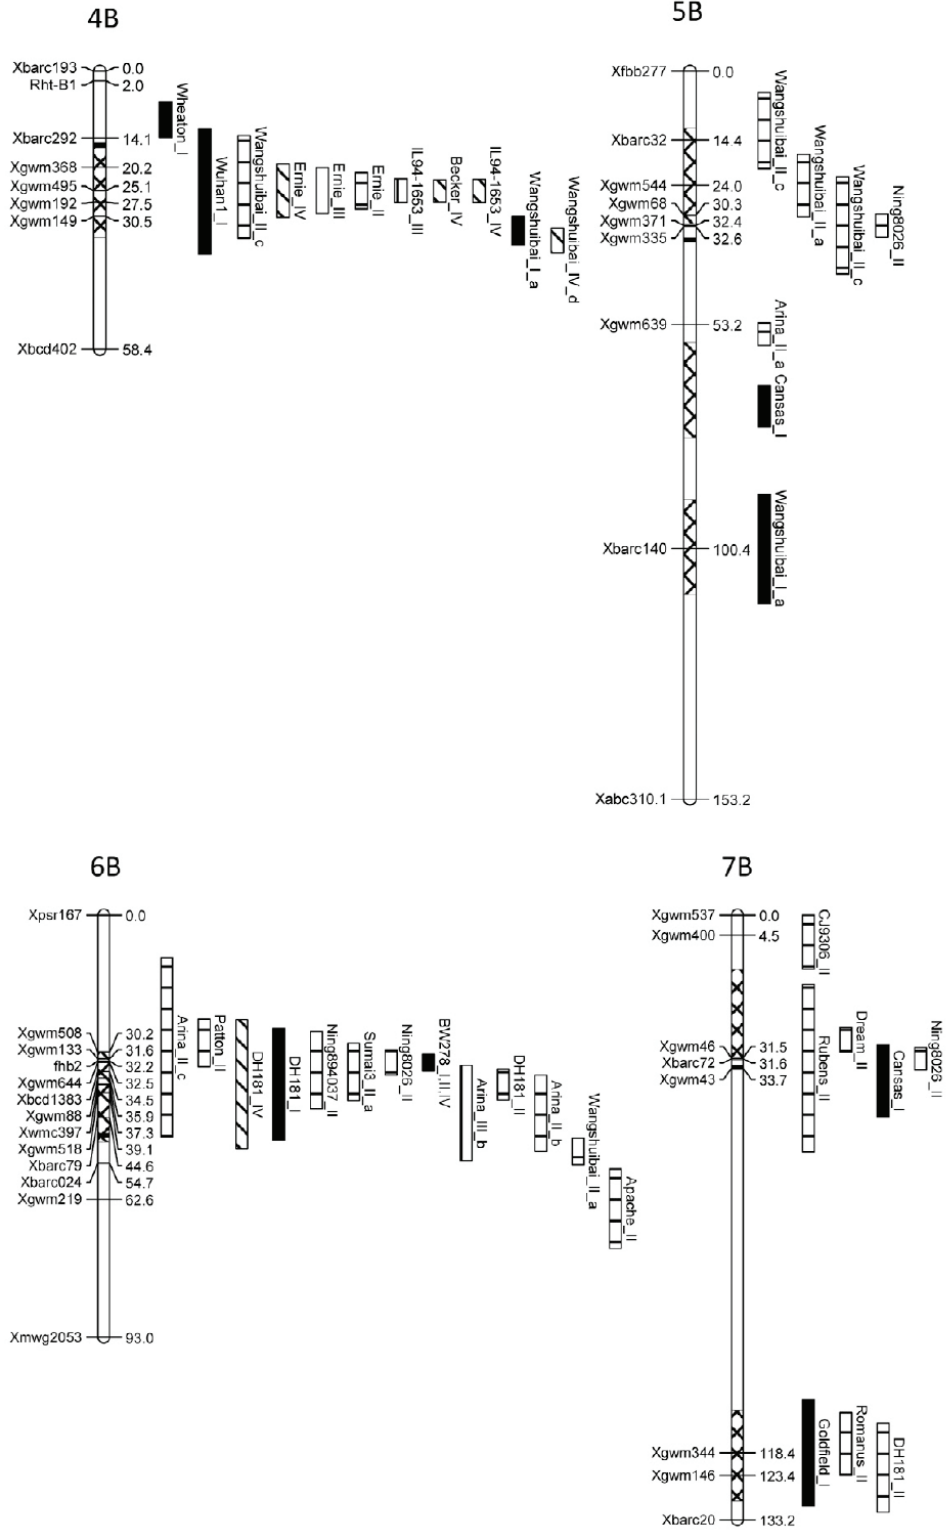 4B
Xbarc193 0.0
Rht-B1 2.0
Xbarc292 14.1
Xgwm368 20.2
Xgwm495 25.1
Xgwm192 27.5
Xgwm149 30.5
Xbcd402 58.4
Wheaton_I
Wuhan1_I
Wangshuibai_II_c
Ernie_IV
Ernie_III
Ernie_II
IL94-1653_III
Becker_IV
IL94-1653_IV
Wangshuibai_I_a
Wangshuibai_IV_d
5B
Xfbb277 0.0
Xbarc32 14.4
Xgwm544 24.0
Xgwm68 30.3
Xgwm371 32.4
Xgwm335 32.6
Xgwm639 53.2
Xbarc140 100.4
Xabc310.1 153.2
Wangshuibai_II_c
Wangshuibai_II_a
Wangshuibai_II_c
Ning8026_II
Arina_II_a
Cansas_I
Wangshuibai_I_a
6B
Xpsr167 0.0
Xgwm508 30.2
Xgwm133 31.6
fhb2 32.2
Xgwm644 32.5
Xbcd1383 34.5
Xgwm88 35.9
Xwmc397 37.3
Xgwm518 39.1
Xbarc79 44.6
Xbarc024 54.7
Xgwm219 62.6
Xmwg2053 93.0
Arina_II_c
Patton_II
DH181_IV
DH181_I
Ning894037_II
Sumai3_II_a
Ning8026_II
BW278_I.II.IV
Arina_III_b
DH181_II
Arina_II_b
Wangshuibai_II_a
Apache_II
7B
Xgwm537 0.0
Xgwm400 4.5
Xgwm46 31.5
Xbarc72 31.6
Xgwm43 33.7
Xgwm344 118.4
Xgwm146 123.4
Xbarc20 133.2
CJ9306_II
Rubens_II
Dream_II
Cansas_I
Ning8026_II
Goldfield_I
Romanus_II
DH181_II